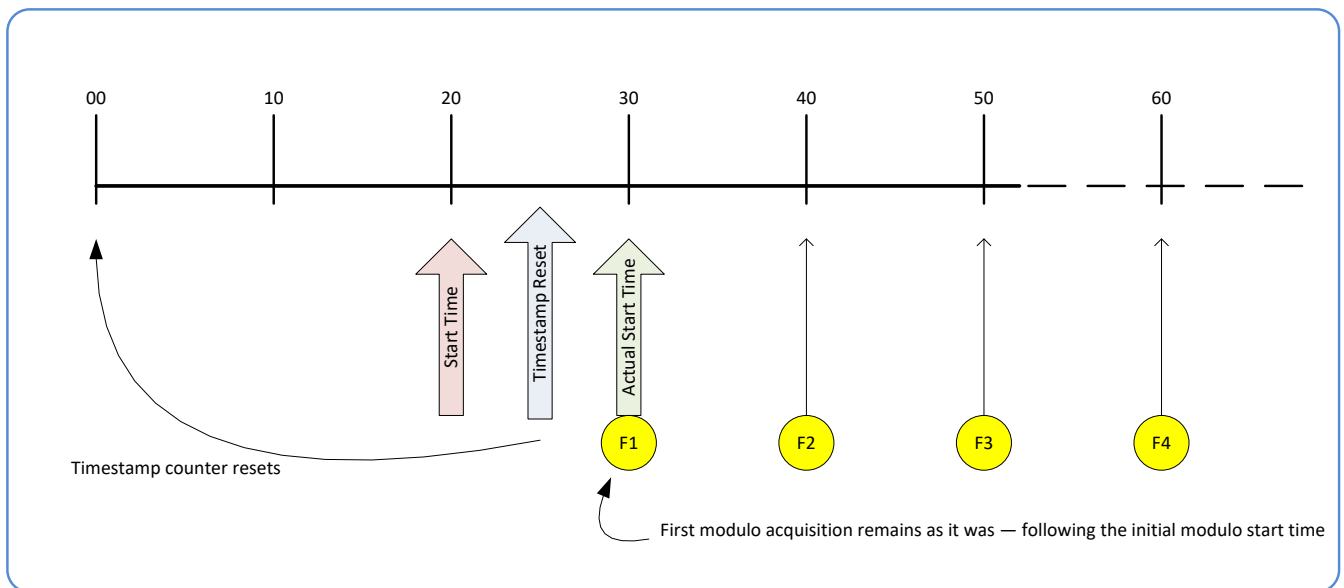 00 10 20 30 40 50 60
Start Time
Timestamp Reset
Actual Start Time
F1 F2 F3 F4
Timestamp counter resets
First modulo acquisition remains as it was — following the initial modulo start time